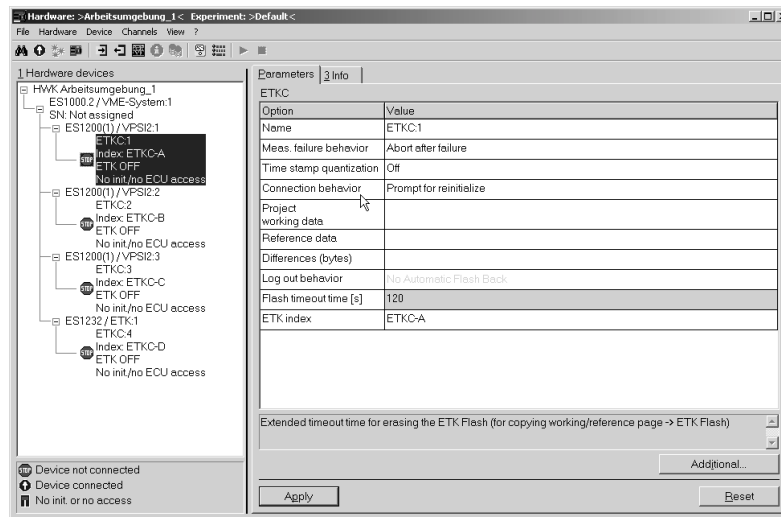 Hardware: >Arbeitsumgebung_1< Experiment: >Default<
File Hardware Device Channels View ?
1 Hardware devices
HWK Arbeitsumgebung_1
ES1000.2 / VME-System:1
SN: Not assigned
ES1200(1) / VPSI2:1
ETKC:1
STOP Index: ETKC-A
ETK OFF
No init./no ECU access
ES1200(1) / VPSI2:2
ETKC:2
STOP Index: ETKC-B
ETK OFF
No init./no ECU access
ES1200(1) / VPSI2:3
ETKC:3
STOP Index: ETKC-C
ETK OFF
No init./no ECU access
ES1232 / ETK:1
ETKC:4
STOP Index: ETKC-D
ETK OFF
No init./no ECU access
STOP Device not connected
Device connected
No init. or no access
Parameters 3 Info
ETKC
Option Value
Name ETKC:1
Meas. failure behavior Abort after failure
Time stamp quantization Off
Connection behavior Prompt for reinitialize
Project
working data
Reference data
Differences (bytes)
Log out behavior No Automatic Flash Back
Flash timeout time [s] 120
ETK index ETKC-A
Extended timeout time for erasing the ETK Flash (for copying working/reference page -> ETK Flash)
Additional...
Apply Reset